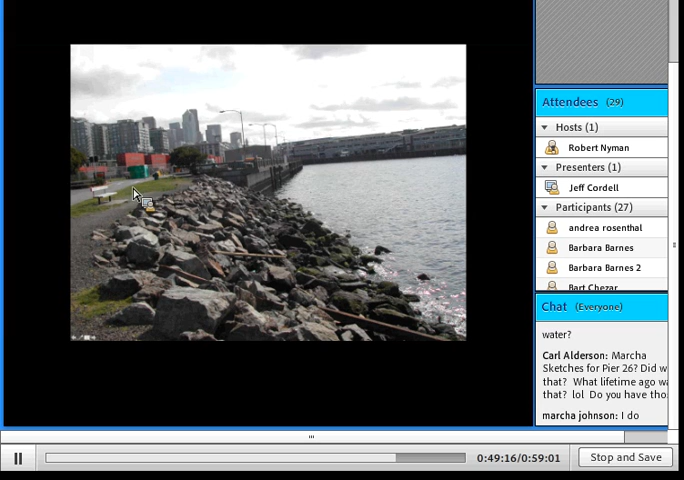 Attendees (29)
Hosts (1)
Robert Nyman
Presenters (1)
Jeff Cordell
Participants (27)
andrea rosenthal
Barbara Barnes
Barbara Barnes 2
Bart Chezar
Chat (Everyone)
water?
Carl Alderson: Marcha
Sketches for Pier 26? Did w
that? What lifetime ago wa
that? lol Do you have tho
marcha johnson: I do
0:49:16/0:59:01
Stop and Save